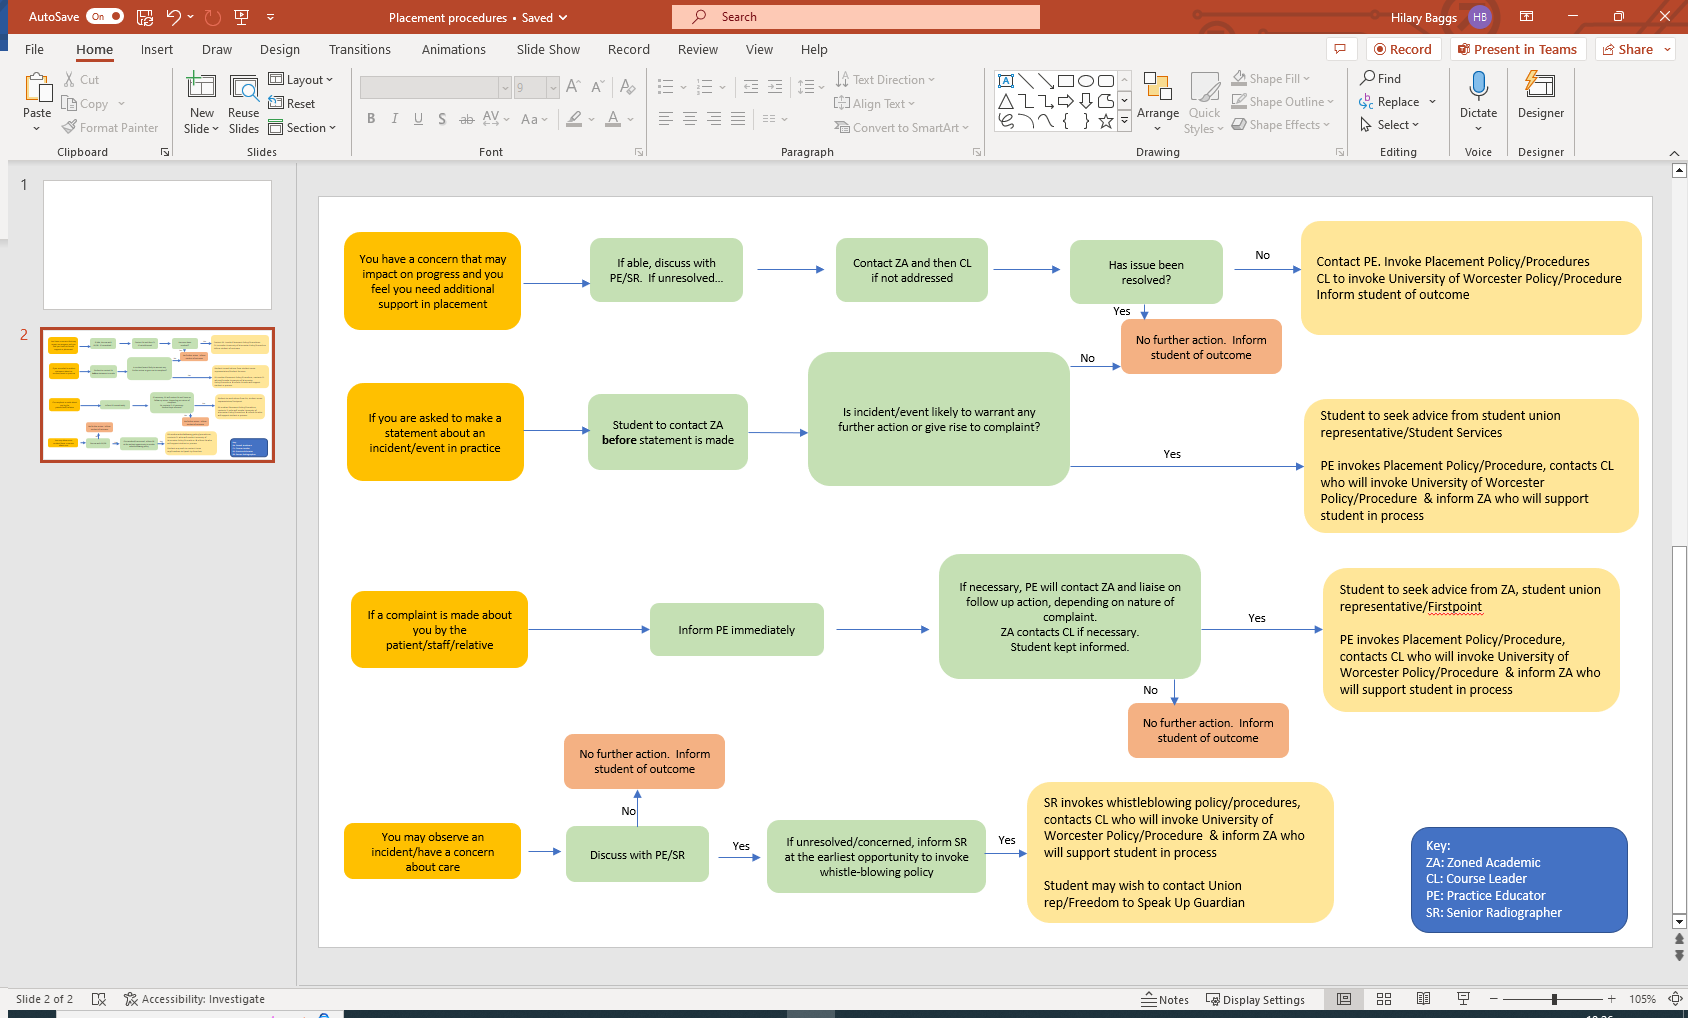 AutoSave On
Placement procedures • Saved
Search
Hilary Baggs HB
File Home Insert Draw Design Transitions Animations Slide Show Record Review View Help
Record Present in Teams Share
Paste
Cut
Copy
Format Painter
Clipboard
New Slide
Reuse Slides
Layout
Reset
Section
Slides
9
B I U S ab AV Aa A
Font
Text Direction
Align Text
Convert to SmartArt
Paragraph
Arrange
Quick Styles
Shape Fill
Shape Outline
Shape Effects
Drawing
Find
Replace
Select
Editing
Dictate
Voice
Designer
Designer
1
2
You have a concern that may
impact on progress and you
feel you need additional
support in placement
If able, discuss with
PE/SR. If unresolved...
Contact ZA and then CL
if not addressed
Has issue been
resolved?
No
Contact PE. Invoke Placement Policy/Procedures
CL to invoke University of Worcester Policy/Procedure
Inform student of outcome
Yes
No further action. Inform
student of outcome
If you are asked to make a
statement about an
incident/event in practice
Student to contact ZA
before statement is made
Is incident/event likely to warrant any
further action or give rise to complaint?
No
Yes
Student to seek advice from student union
representative/Student Services
PE invokes Placement Policy/Procedure, contacts CL
who will invoke University of Worcester
Policy/Procedure & inform ZA who will support
student in process
If a complaint is made about
you by the
patient/staff/relative
Inform PE immediately
If necessary, PE will contact ZA and liaise on
follow up action, depending on nature of
complaint.
ZA contacts CL if necessary.
Student kept informed.
Yes
Student to seek advice from ZA, student union
representative/Firstpoint
PE invokes Placement Policy/Procedure,
contacts CL who will invoke University of
Worcester Policy/Procedure & inform ZA who
will support student in process
No
No further action. Inform
student of outcome
No further action. Inform
student of outcome
No
You may observe an
incident/have a concern
about care
Discuss with PE/SR
Yes
If unresolved/concerned, inform SR
at the earliest opportunity to invoke
whistle-blowing policy
Yes
SR invokes whistleblowing policy/procedures,
contacts CL who will invoke University of
Worcester Policy/Procedure & inform ZA who
will support student in process
Student may wish to contact Union
rep/Freedom to Speak Up Guardian
Key:
ZA: Zoned Academic
CL: Course Leader
PE: Practice Educator
SR: Senior Radiographer
Slide 2 of 2
Accessibility: Investigate
Notes
Display Settings
105%